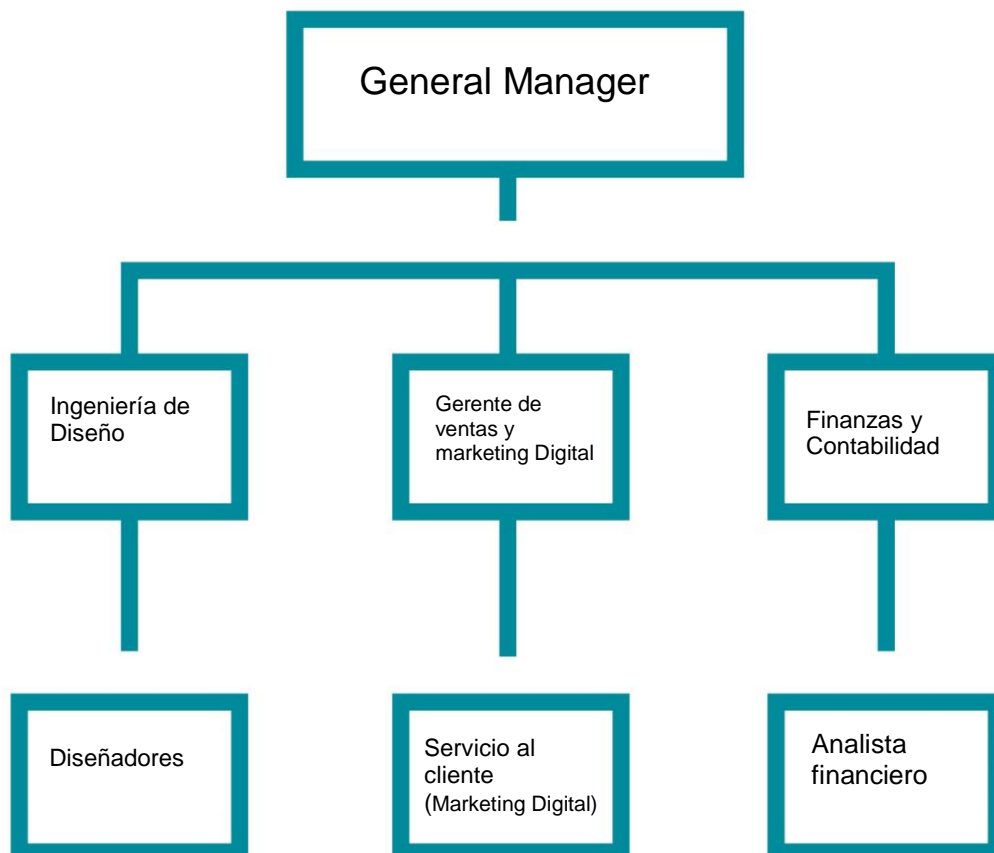 General Manager
Ingeniería de
Diseño
Gerente de
ventas y
marketing Digital
Finanzas y
Contabilidad
Diseñadores
Servicio al
cliente
(Marketing Digital)
Analista
financiero